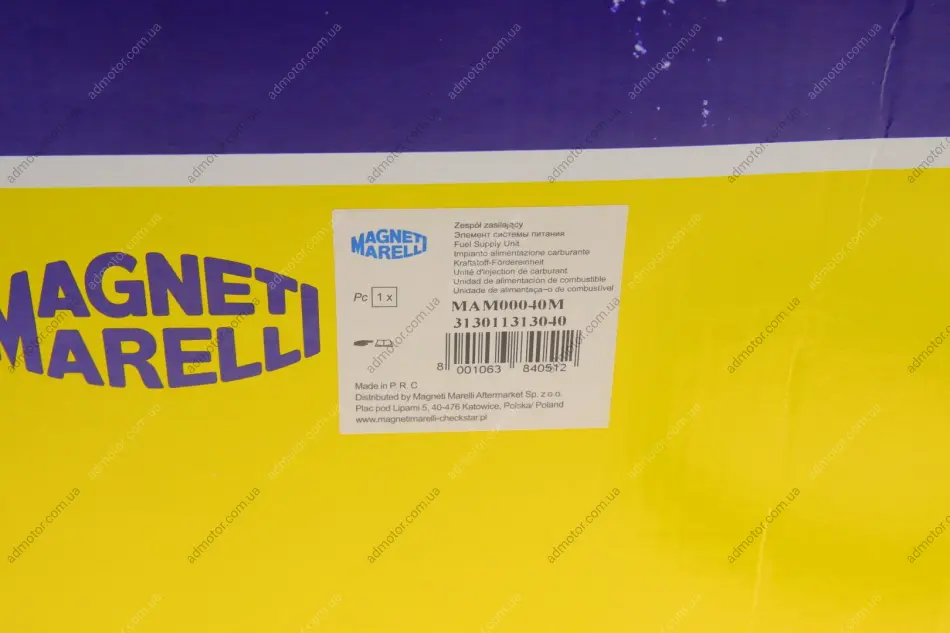 MAGNETI
MARELLI
MAGNETI
MARELLI
Zespół zasilający
Элемент системы питания
Fuel Supply Unit
Impianto alimentazione carburante
Kraftstoff-Fördereinheit
Unité d'injection de carburant
Unidad de alimentación de combustible
Unidade de alimentaça~o de combustível
Pc 1 x
MAM00040M
313011313040
8 001063 840512
Made in P. R. C
Distributed by Magneti Marelli Aftermarket Sp. z o.o.
Plac pod Lipami 5, 40-476 Katowice, Polska/ Poland
www.magnetimarelli-checkstar.pl
admotor.com.ua